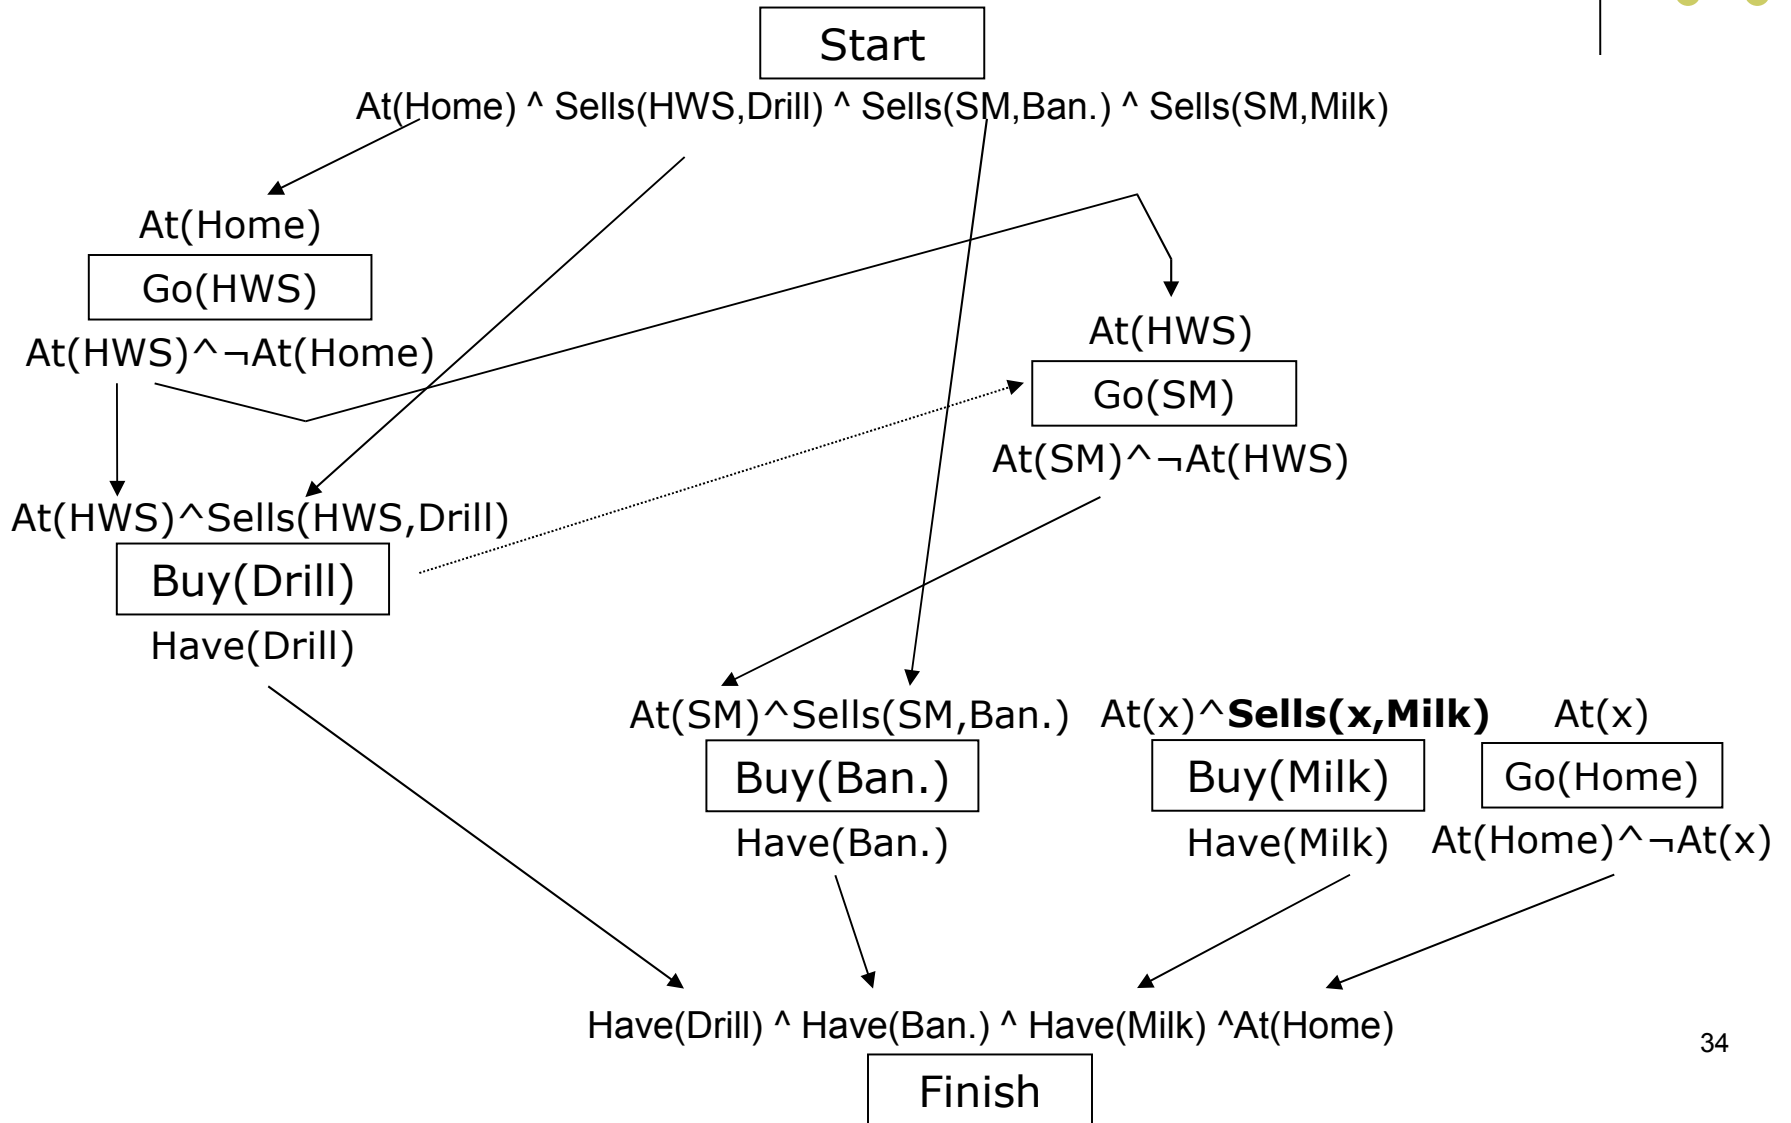 Start
At(Home) ^ Sells(HWS,Drill) ^ Sells(SM,Ban.) ^ Sells(SM,Milk)
At(Home)
Go(HWS)
At(HWS)^¬At(Home)
At(HWS)
Go(SM)
At(SM)^¬At(HWS)
At(HWS)^Sells(HWS,Drill)
Buy(Drill)
Have(Drill)
At(SM)^Sells(SM,Ban.)
Buy(Ban.)
Have(Ban.)
At(x)^Sells(x,Milk)
Buy(Milk)
Have(Milk)
At(x)
Go(Home)
At(Home)^¬At(x)
Have(Drill) ^ Have(Ban.) ^ Have(Milk) ^At(Home)
Finish
34